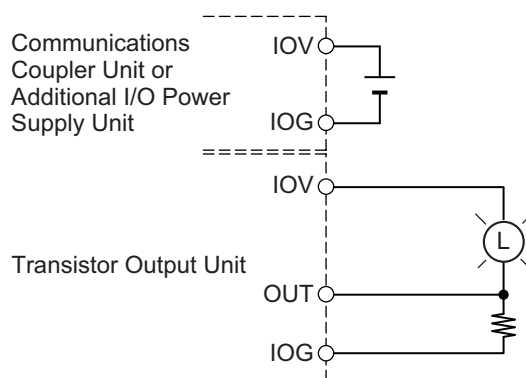 Communications
Coupler Unit or
Additional I/O Power
Supply Unit
IOV
IOG
Transistor Output Unit
IOV
L
OUT
IOG